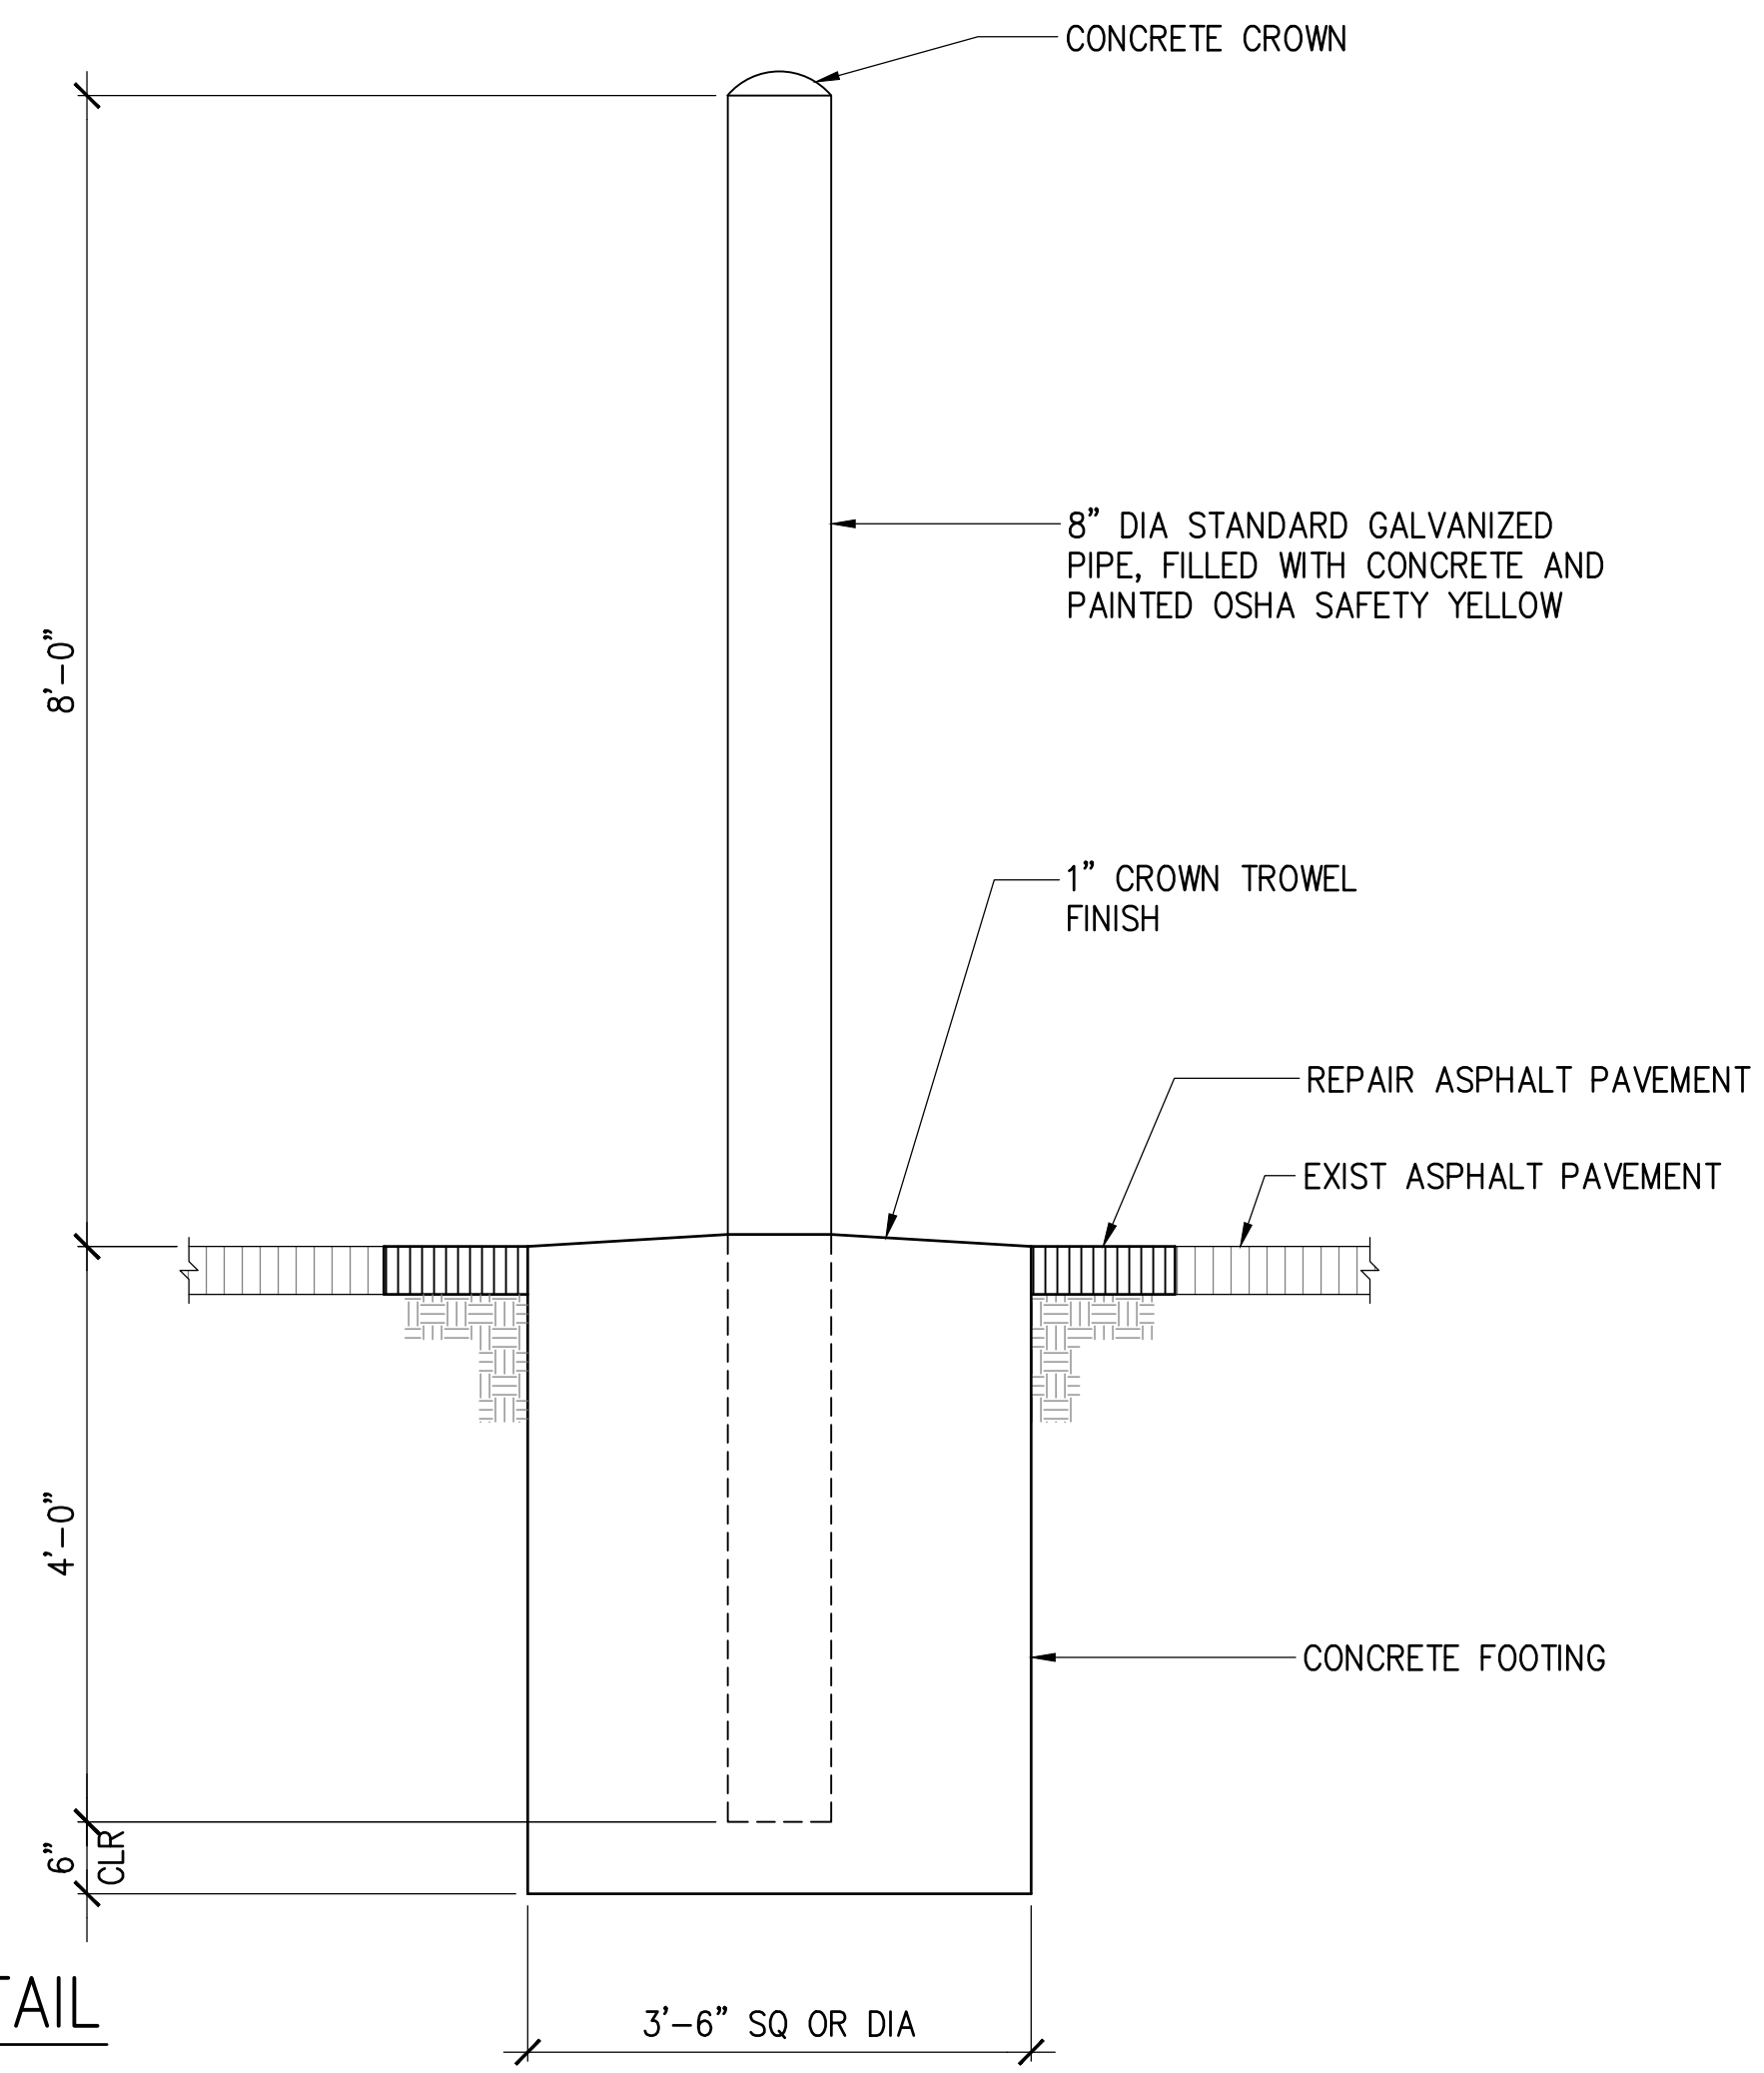 CONCRETE CROWN
8" DIA STANDARD GALVANIZED
PIPE, FILLED WITH CONCRETE AND
PAINTED OSHA SAFETY YELLOW
8'-0"
1" CROWN TROWEL
FINISH
REPAIR ASPHALT PAVEMENT
EXIST ASPHALT PAVEMENT
4'-0"
CONCRETE FOOTING
6"
CLR
TAIL
3'-6" SQ OR DIA